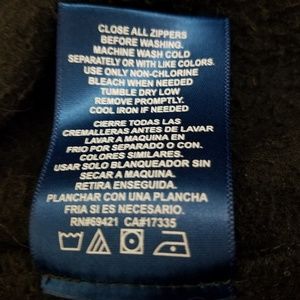 CLOSE ALL ZIPPERS
BEFORE WASHING.
MACHINE WASH COLD
SEPARATELY OR WITH LIKE COLORS.
USE ONLY NON-CHLORINE
BLEACH WHEN NEEDED
TUMBLE DRY LOW
REMOVE PROMPTLY.
COOL IRON IF NEEDED
CIERRE TODAS LAS
CREMALLERAS ANTES DE LAVAR
LAVAR A MAQUINA EN
FRIO POR SEPARADO O CON.
COLORES SIMILARES.
USAR SOLO BLANQUEADOR SIN
SECAR A MAQUINA.
RETIRA ENSEGUIDA.
PLANCHAR CON UNA PLANCHA
FRIA SI ES NECESARIO.
RN#69421 CA#17335